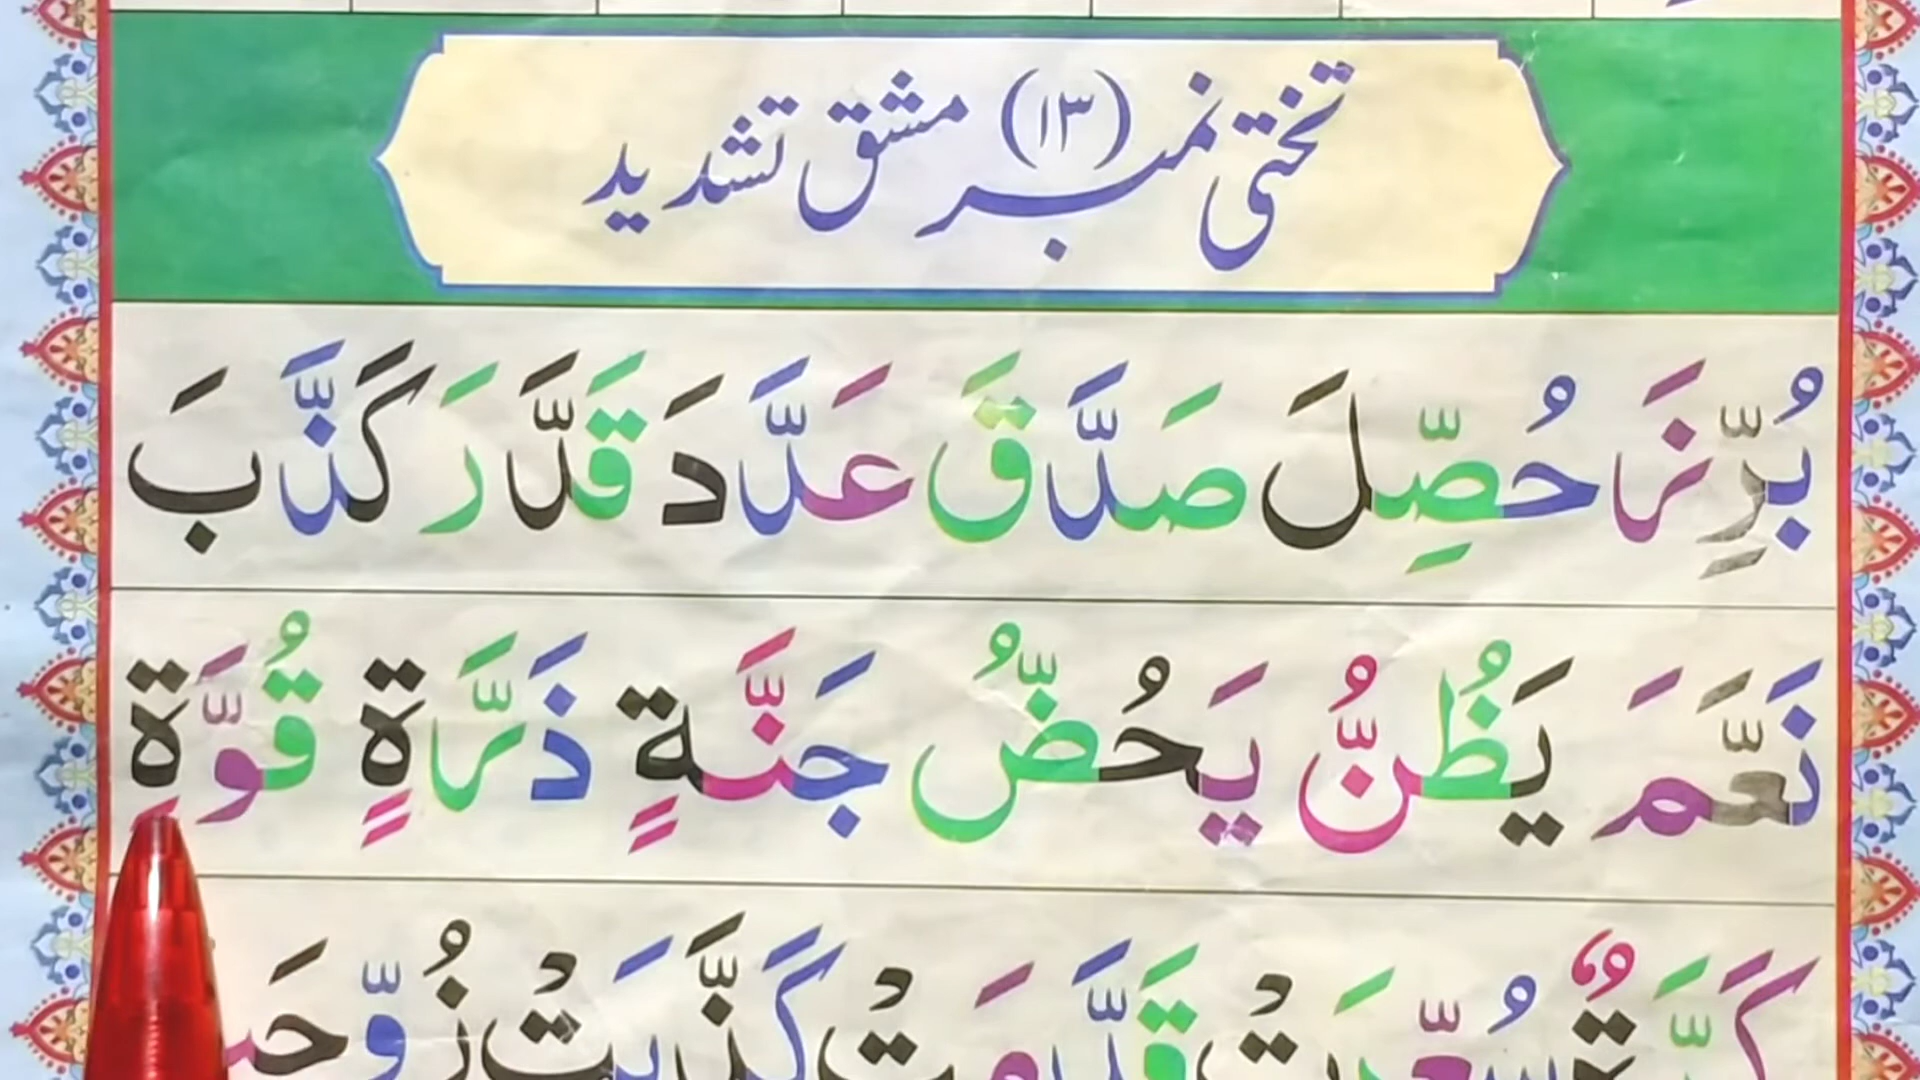 تختی نمبر (۱۳) مشق تشدید
بُرِّزَ حُصِّلَ صَدَّقَ عَدَّدَ قَدَّرَ كَذَّبَ
نَعَّمَ يَظُنُّ يَحُضُّ جَنَّةٍ ذَرَّةٍ قُوَّةٍ
كَرَّةٌ سُعِّرَتْ قَدَّمَتْ كَذَّبَتْ زُوِّجَ